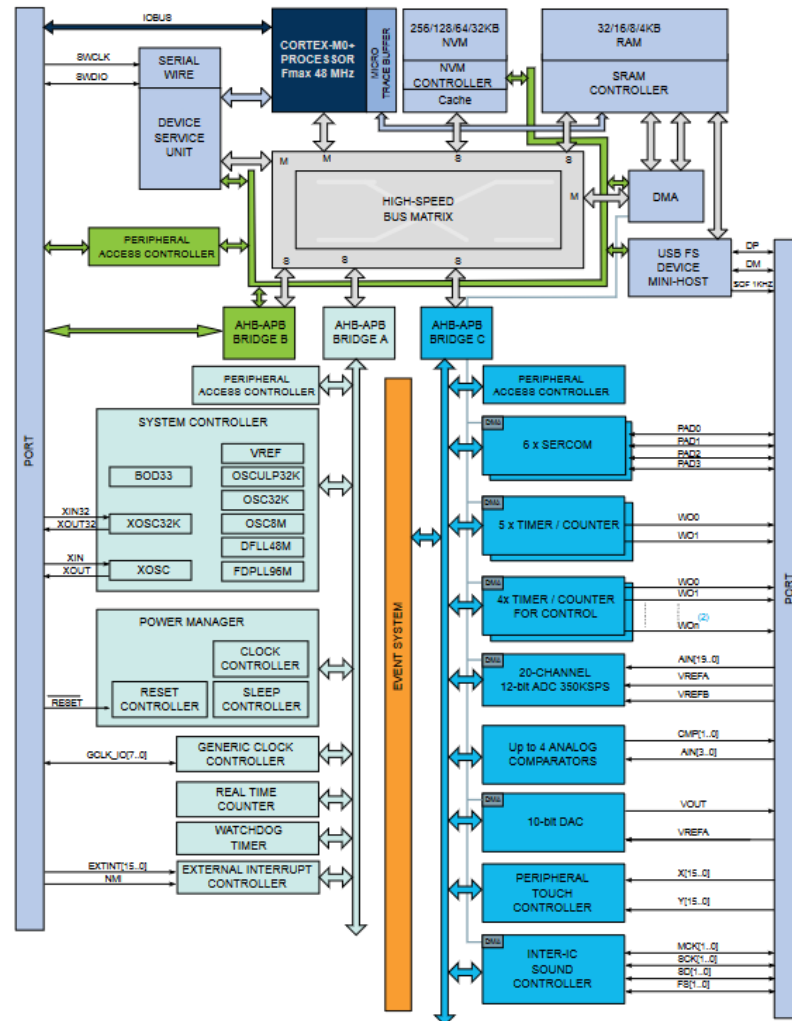 IOBUS
CORTEX-M0+
PROCESSOR
Fmax 48 MHz
MICRO
TRACE BUFFER
256/128/64/32KB
NVM
NVM
CONTROLLER
Cache
32/16/8/4KB
RAM
SRAM
CONTROLLER
SWCLK
SWDIO
SERIAL
WIRE
DEVICE
SERVICE
UNIT
M
M
S
S
M
HIGH-SPEED
BUS MATRIX
S
S
S
DMA
PERIPHERAL
ACCESS CONTROLLER
USB FS
DEVICE
MINI-HOST
DP
DM
SOF 1KHZ
AHB-APB
BRIDGE B
AHB-APB
BRIDGE A
AHB-APB
BRIDGE C
PORT
PORT
EVENT SYSTEM
PERIPHERAL
ACCESS CONTROLLER
SYSTEM CONTROLLER
VREF
BOD33
OSCULP32K
OSC32K
XIN32
XOUT32
XOSC32K
OSC8M
DFLL48M
XIN
XOUT
XOSC
FDPLL96M
POWER MANAGER
CLOCK
CONTROLLER
RESET
RESET
CONTROLLER
SLEEP
CONTROLLER
GCLK_IO[7..0]
GENERIC CLOCK
CONTROLLER
REAL TIME
COUNTER
WATCHDOG
TIMER
EXTINT[15..0]
NMI
EXTERNAL INTERRUPT
CONTROLLER
PERIPHERAL
ACCESS CONTROLLER
DMA
6 x SERCOM
PAD0
PAD1
PAD2
PAD3
DMA
5 x TIMER / COUNTER
WO0
WO1
DMA
4x TIMER / COUNTER
FOR CONTROL
WO0
WO1
(2)
WOn
DMA
20-CHANNEL
12-bit ADC 350KSPS
AIN[19..0]
VREFA
VREFB
Up to 4 ANALOG
COMPARATORS
CMP[1..0]
AIN[3..0]
DMA
10-bit DAC
VOUT
VREFA
PERIPHERAL
TOUCH
CONTROLLER
X[15..0]
Y[15..0]
DMA
INTER-IC
SOUND
CONTROLLER
MCK[1..0]
SCK[1..0]
SD[1..0]
FS[1..0]